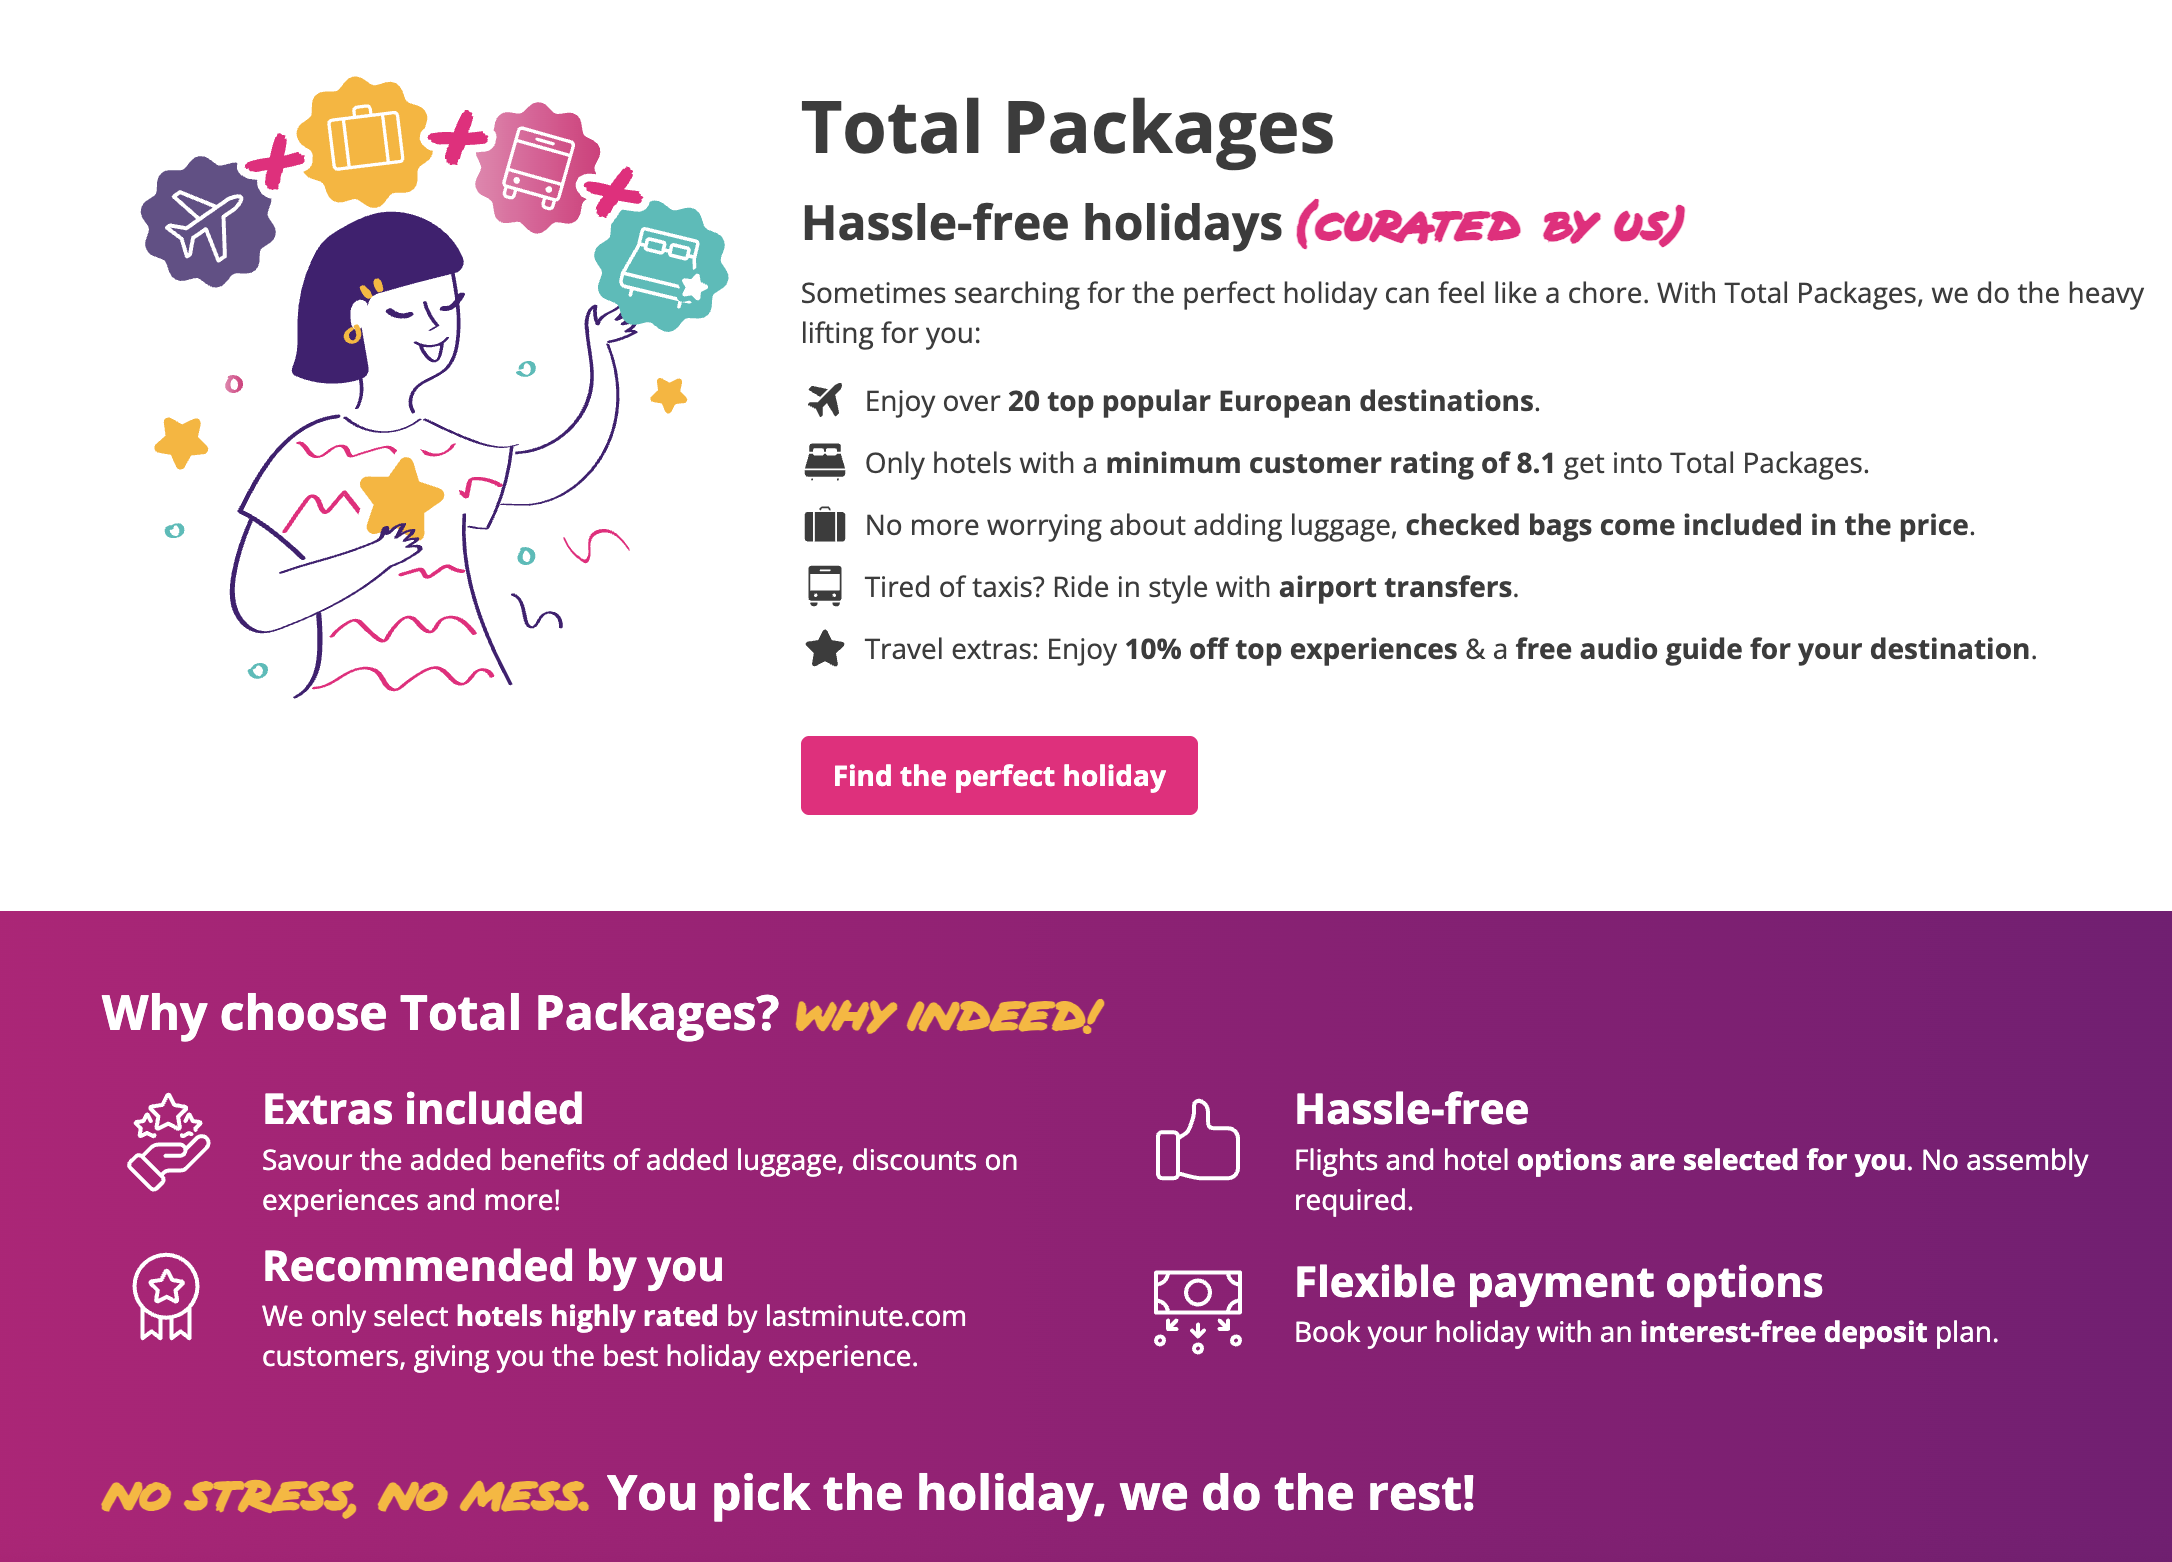 Total Packages
Hassle-free holidays (CURATED BY US)
Sometimes searching for the perfect holiday can feel like a chore. With Total Packages, we do the heavy
lifting for you:
Enjoy over 20 top popular European destinations.
Only hotels with a minimum customer rating of 8.1 get into Total Packages.
No more worrying about adding luggage, checked bags come included in the price.
Tired of taxis? Ride in style with airport transfers.
Travel extras: Enjoy 10% off top experiences & a free audio guide for your destination.
Find the perfect holiday
Why choose Total Packages? WHY INDEED!
Extras included
Savour the added benefits of added luggage, discounts on
experiences and more!
Hassle-free
Flights and hotel options are selected for you. No assembly
required.
Recommended by you
We only select hotels highly rated by lastminute.com
customers, giving you the best holiday experience.
Flexible payment options
Book your holiday with an interest-free deposit plan.
NO STRESS, NO MESS. You pick the holiday, we do the rest!